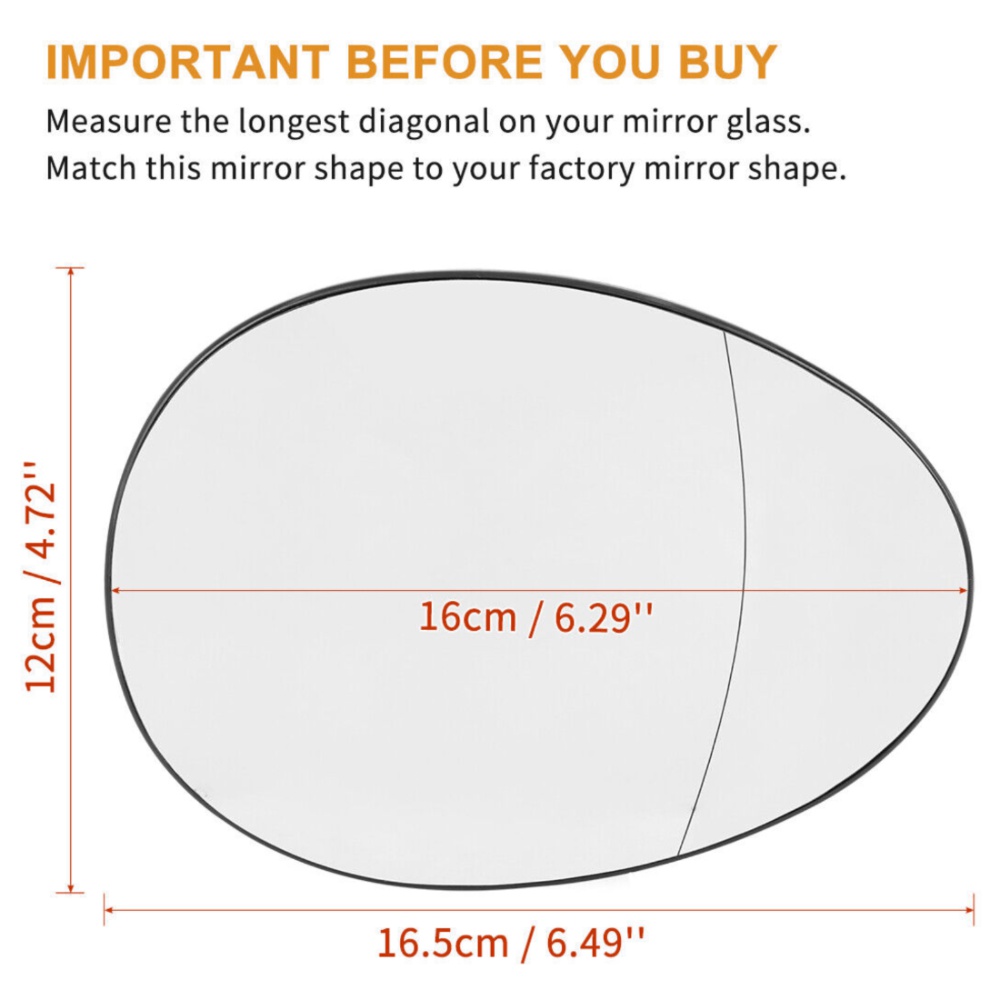 IMPORTANT BEFORE YOU BUY
Measure the longest diagonal on your mirror glass.
Match this mirror shape to your factory mirror shape.
12cm / 4.72''
16cm / 6.29''
16.5cm / 6.49''